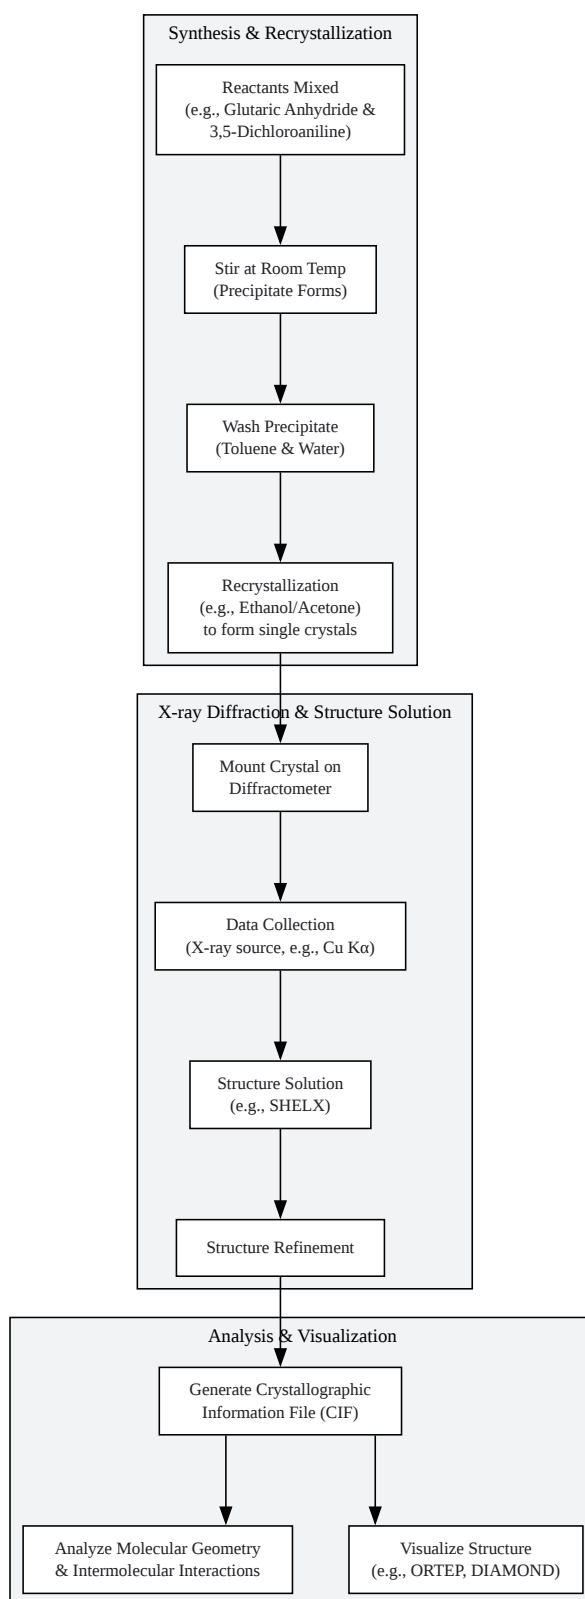 Synthesis & Recrystallization
Reactants Mixed
(e.g., Glutaric Anhydride &
3,5-Dichloroaniline)
Stir at Room Temp
(Precipitate Forms)
Wash Precipitate
(Toluene & Water)
Recrystallization
(e.g., Ethanol/Acetone)
to form single crystals
X-ray Diffraction & Structure Solution
Mount Crystal on
Diffractometer
Data Collection
(X-ray source, e.g., Cu Kα)
Structure Solution
(e.g., SHELX)
Structure Refinement
Analysis & Visualization
Generate Crystallographic
Information File (CIF)
Analyze Molecular Geometry
& Intermolecular Interactions
Visualize Structure
(e.g., ORTEP, DIAMOND)